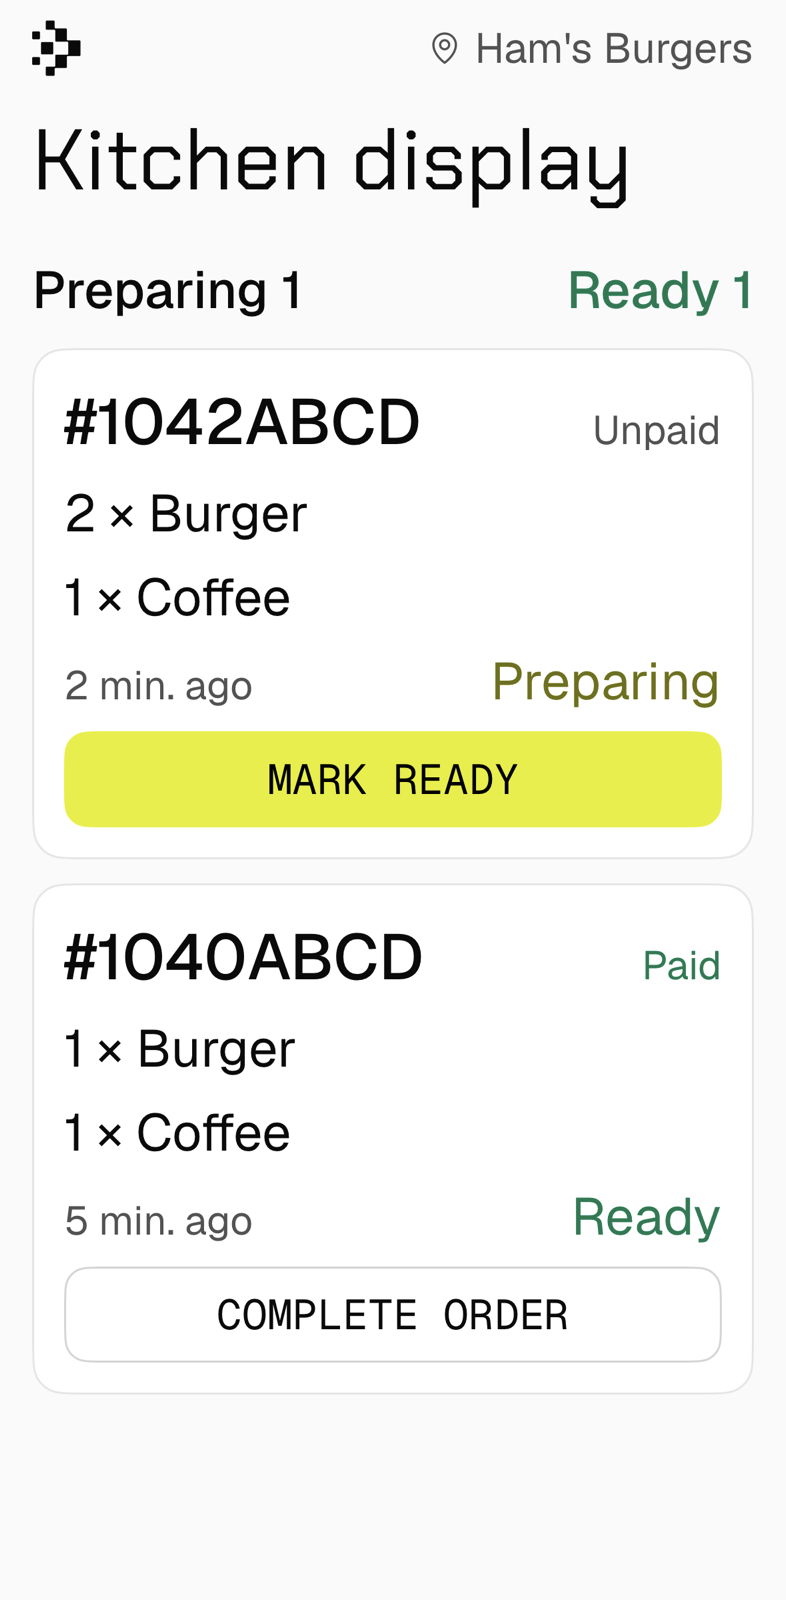 Ham's Burgers
Kitchen display
Preparing 1
Ready 1
#1042ABCD
Unpaid
2 × Burger
1 × Coffee
2 min. ago
Preparing
MARK READY
#1040ABCD
Paid
1 × Burger
1 × Coffee
5 min. ago
Ready
COMPLETE ORDER